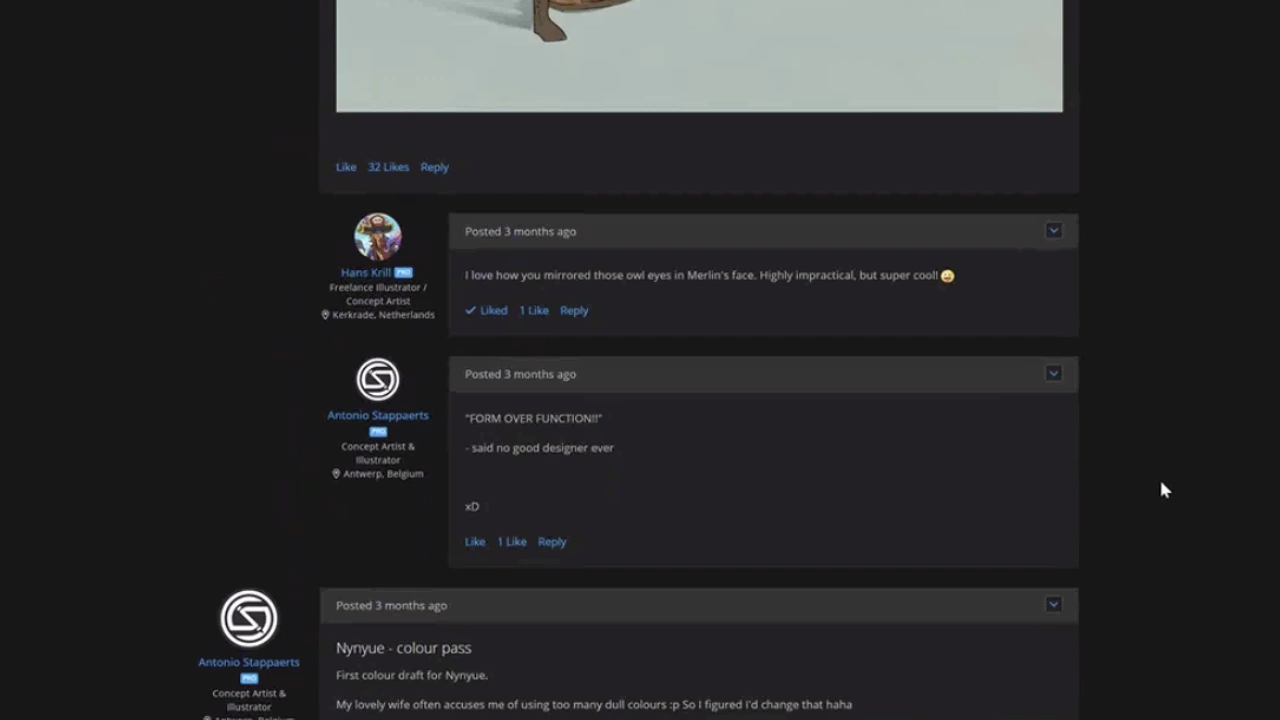 Like 32 Likes Reply
Posted 3 months ago
Hans Krill PRO
Freelance Illustrator /
Concept Artist
Kerkrade, Netherlands
I love how you mirrored those owl eyes in Merlin's face. Highly impractical, but super cool! 😜
Liked 1 Like Reply
Posted 3 months ago
Antonio Stappaerts
PRO
Concept Artist &
Illustrator
Antwerp, Belgium
"FORM OVER FUNCTION!!"
- said no good designer ever
xD
Like 1 Like Reply
Posted 3 months ago
Antonio Stappaerts
PRO
Concept Artist &
Illustrator
Antwerp, Belgium
Nynyue - colour pass
First colour draft for Nynyue.
My lovely wife often accuses me of using too many dull colours :p So I figured I'd change that haha